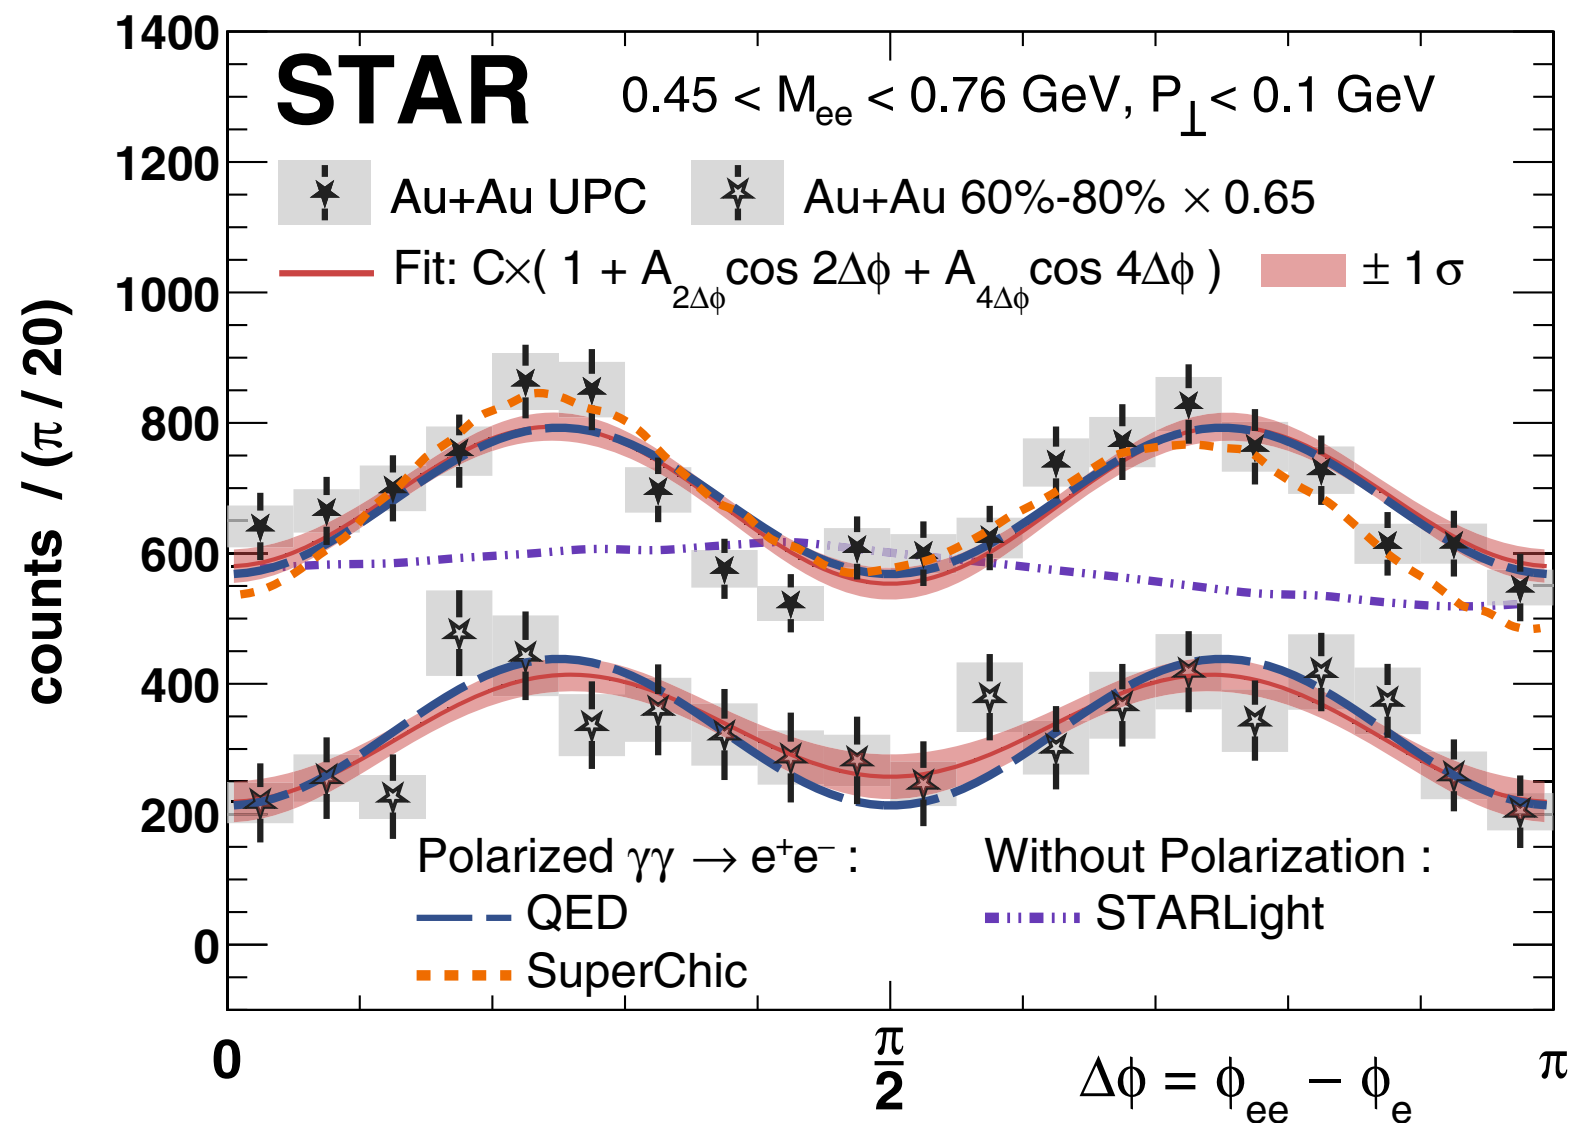 STAR 0.45 < M_ee < 0.76 GeV, P_⊥ < 0.1 GeV
Au+Au UPC Au+Au 60%-80% × 0.65
Fit: C×( 1 + A_2Δϕ cos 2Δϕ + A_4Δϕ cos 4Δϕ ) ± 1 σ
counts / (π / 20)
1400
1200
1000
800
600
400
200
0
Polarized γγ → e⁺e⁻ : Without Polarization :
QED STARLight
SuperChic
0 π/2 π
Δϕ = ϕ_ee − ϕ_e